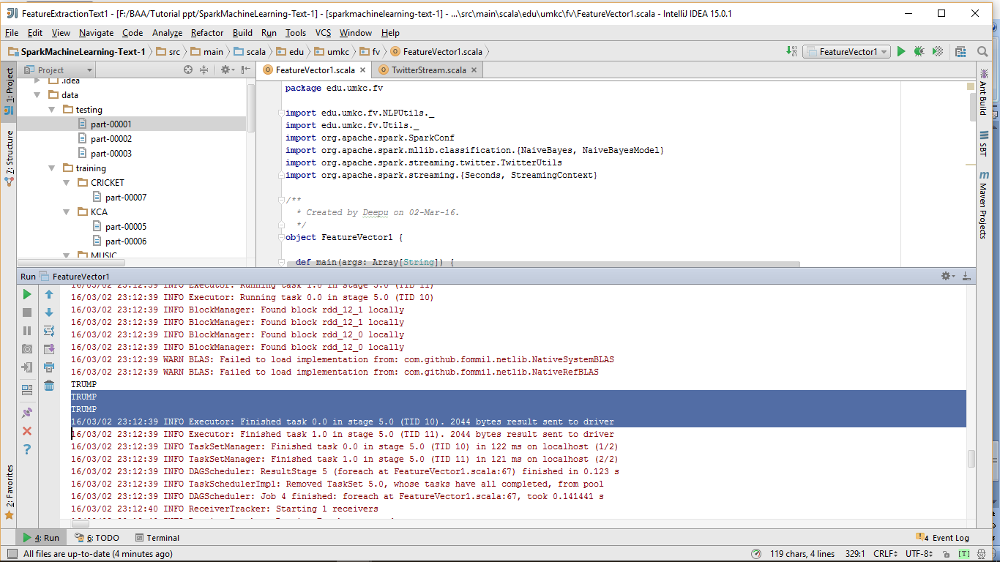 FeatureExtractionText1 - [F:/BAA/Tutorial ppt/SparkMachineLearning-Text-1] - [sparkmachinelearning-text-1] - ...\src\main\scala\edu\umkc\fv\FeatureVector1.scala - IntelliJ IDEA 15.0.1
File Edit View Navigate Code Analyze Refactor Build Run Tools VCS Window Help
SparkMachineLearning-Text-1 src main scala edu umkc fv FeatureVector1.scala FeatureVector1
1: Project
7: Structure
2: Favorites
Project
.idea
data
testing
part-00001
part-00002
part-00003
training
CRICKET
part-00007
KCA
part-00005
part-00006
MUSIC
FeatureVector1.scala TwitterStream.scala
package edu.umkc.fv
import edu.umkc.fv.NLPUtils._
import edu.umkc.fv.Utils._
import org.apache.spark.SparkConf
import org.apache.spark.mllib.classification.{NaiveBayes, NaiveBayesModel}
import org.apache.spark.streaming.twitter.TwitterUtils
import org.apache.spark.streaming.{Seconds, StreamingContext}
/**
* Created by Deepu on 02-Mar-16.
*/
object FeatureVector1 {
def main(args: Array[String]) {
Ant Build
SBT
Maven Projects
Run FeatureVector1
16/03/02 23:12:39 INFO Executor: Running task 1.0 in stage 5.0 (TID 11)
16/03/02 23:12:39 INFO Executor: Running task 0.0 in stage 5.0 (TID 10)
16/03/02 23:12:39 INFO BlockManager: Found block rdd_12_1 locally
16/03/02 23:12:39 INFO BlockManager: Found block rdd_12_1 locally
16/03/02 23:12:39 INFO BlockManager: Found block rdd_12_0 locally
16/03/02 23:12:39 INFO BlockManager: Found block rdd_12_0 locally
16/03/02 23:12:39 WARN BLAS: Failed to load implementation from: com.github.fommil.netlib.NativeSystemBLAS
16/03/02 23:12:39 WARN BLAS: Failed to load implementation from: com.github.fommil.netlib.NativeRefBLAS
TRUMP
TRUMP
TRUMP
16/03/02 23:12:39 INFO Executor: Finished task 0.0 in stage 5.0 (TID 10). 2044 bytes result sent to driver
16/03/02 23:12:39 INFO Executor: Finished task 1.0 in stage 5.0 (TID 11). 2044 bytes result sent to driver
16/03/02 23:12:39 INFO TaskSetManager: Finished task 0.0 in stage 5.0 (TID 10) in 122 ms on localhost (1/2)
16/03/02 23:12:39 INFO TaskSetManager: Finished task 1.0 in stage 5.0 (TID 11) in 121 ms on localhost (2/2)
16/03/02 23:12:39 INFO DAGScheduler: ResultStage 5 (foreach at FeatureVector1.scala:67) finished in 0.123 s
16/03/02 23:12:39 INFO TaskSchedulerImpl: Removed TaskSet 5.0, whose tasks have all completed, from pool
16/03/02 23:12:39 INFO DAGScheduler: Job 4 finished: foreach at FeatureVector1.scala:67, took 0.141441 s
16/03/02 23:12:40 INFO ReceiverTracker: Starting 1 receivers
4: Run 6: TODO Terminal 4 Event Log
All files are up-to-date (4 minutes ago) 119 chars, 4 lines 329:1 CRLF UTF-8 [T]